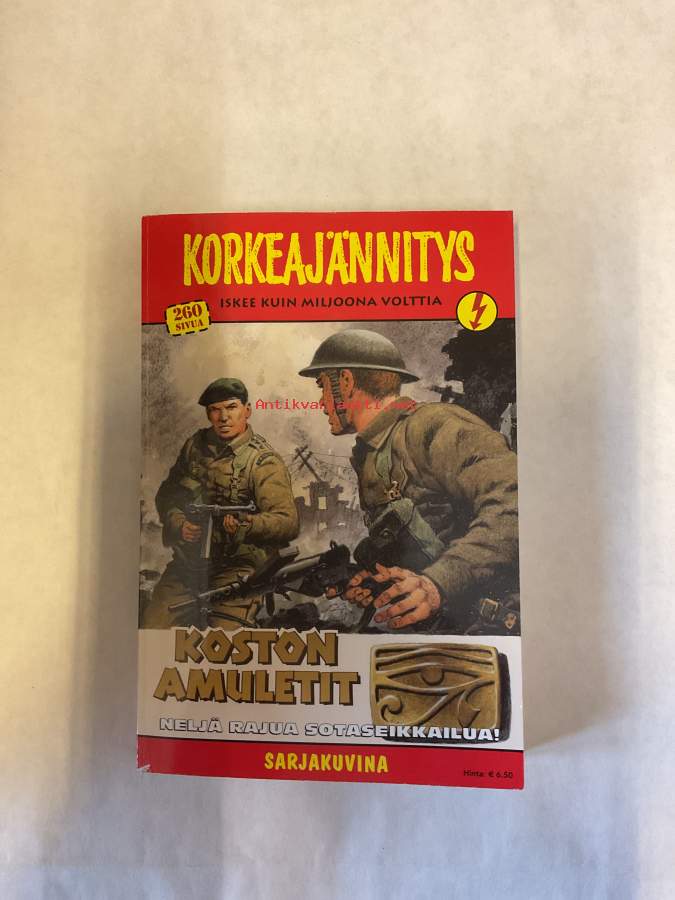 KORKEAJÄNNITYS
ISKEE KUIN MILJOONA VOLTTIA
260
SIVUA
Antikvariaatti.net
KOSTON
AMULETIT
NELJÄ RAJUA SOTASEIKKAILUA!
SARJAKUVINA
Hinta: € 6.50